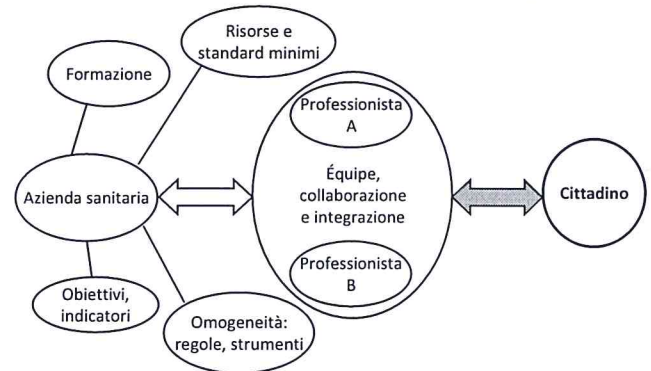 Risorse e
standard minimi
Formazione
Professionista
A
Azienda sanitaria
Équipe,
collaborazione
e integrazione
Cittadino
Professionista
B
Obiettivi,
indicatori
Omogeneità:
regole, strumenti